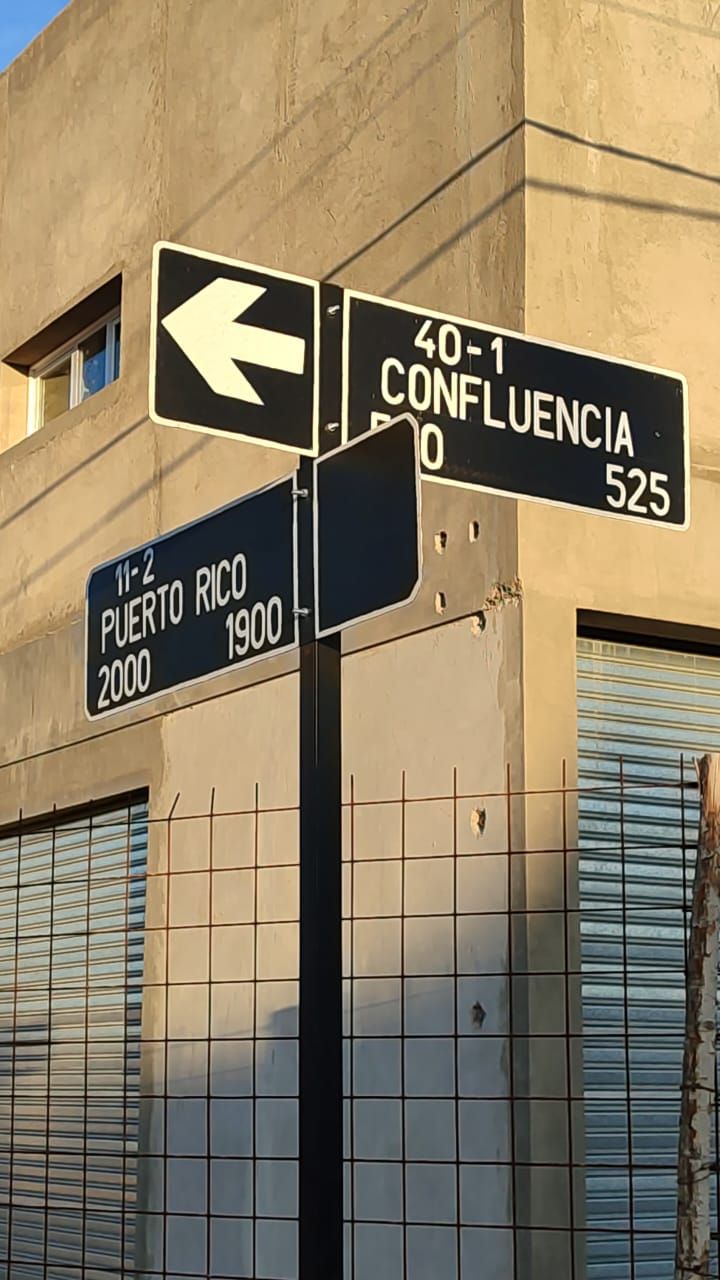 40-1
CONFLUENCIA
525
11-2
PUERTO RICO
1900
2000